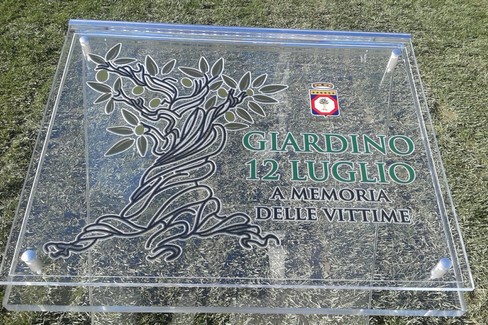 GIARDINO
12 LUGLIO
A MEMORIA
DELLE VITTIME